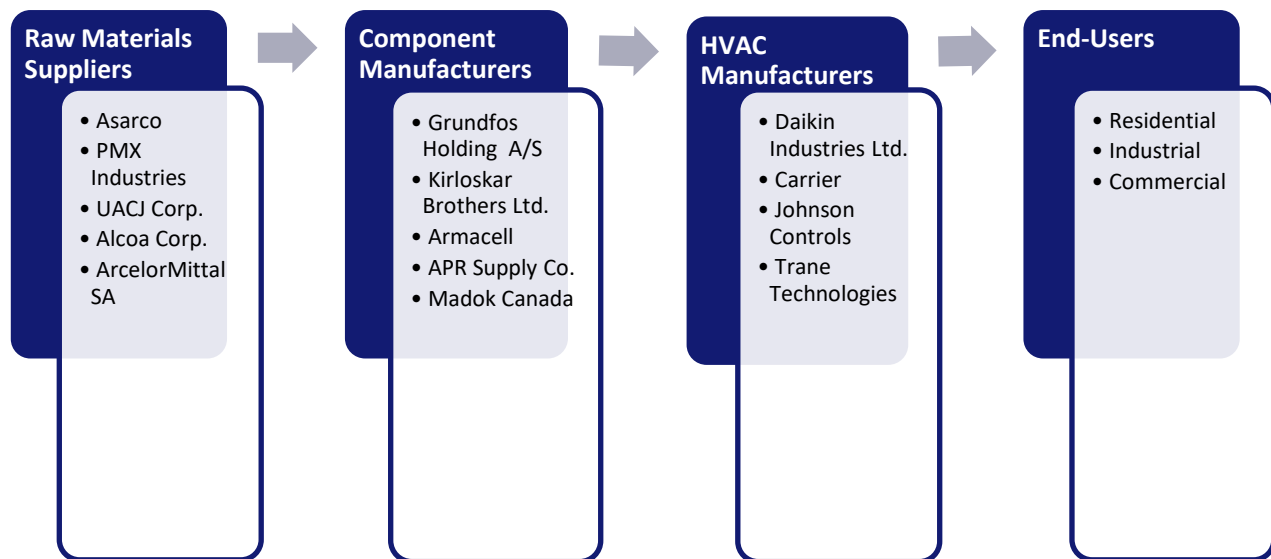 Raw Materials
Suppliers
• Asarco
• PMX
Industries
• UACJ Corp.
• Alcoa Corp.
• ArcelorMittal
SA
Component
Manufacturers
• Grundfos
Holding A/S
• Kirloskar
Brothers Ltd.
• Armacell
• APR Supply Co.
• Madok Canada
HVAC
Manufacturers
• Daikin
Industries Ltd.
• Carrier
• Johnson
Controls
• Trane
Technologies
End-Users
• Residential
• Industrial
• Commercial